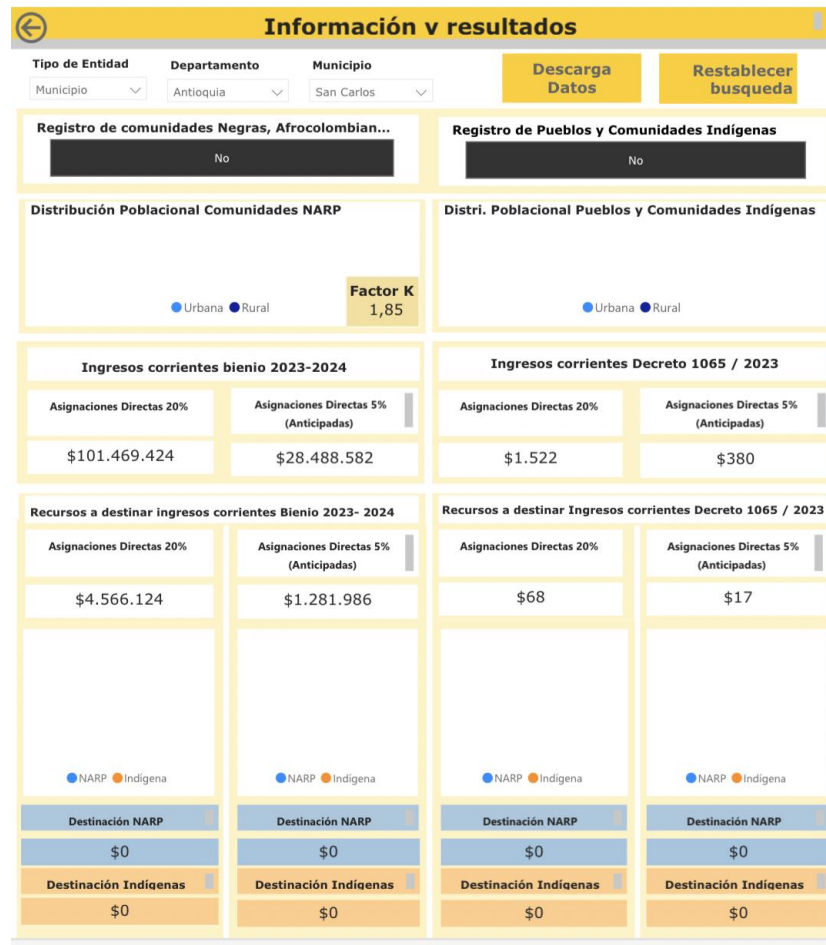 Información v resultados
Tipo de Entidad
Departamento
Municipio
Municipio
Antioquia
San Carlos
Descarga
Datos
Restablecer
busqueda
Registro de comunidades Negras, Afrocolombian...
No
Registro de Pueblos y Comunidades Indígenas
No
Distribución Poblacional Comunidades NARP
Urbana Rural
Factor K
1,85
Distri. Poblacional Pueblos y Comunidades Indígenas
Urbana Rural
Ingresos corrientes bienio 2023-2024
Asignaciones Directas 20%
Asignaciones Directas 5%
(Anticipadas)
$101.469.424
$28.488.582
Ingresos corrientes Decreto 1065 / 2023
Asignaciones Directas 20%
Asignaciones Directas 5%
(Anticipadas)
$1.522
$380
Recursos a destinar ingresos corrientes Bienio 2023- 2024
Asignaciones Directas 20%
Asignaciones Directas 5%
(Anticipadas)
$4.566.124
$1.281.986
Recursos a destinar Ingresos corrientes Decreto 1065 / 2023
Asignaciones Directas 20%
Asignaciones Directas 5%
(Anticipadas)
$68
$17
NARP Indígena
NARP Indígena
NARP Indígena
NARP Indígena
Destinación NARP
Destinación NARP
Destinación NARP
Destinación NARP
$0
$0
$0
$0
Destinación Indígenas
Destinación Indígenas
Destinación Indígenas
Destinación Indígenas
$0
$0
$0
$0